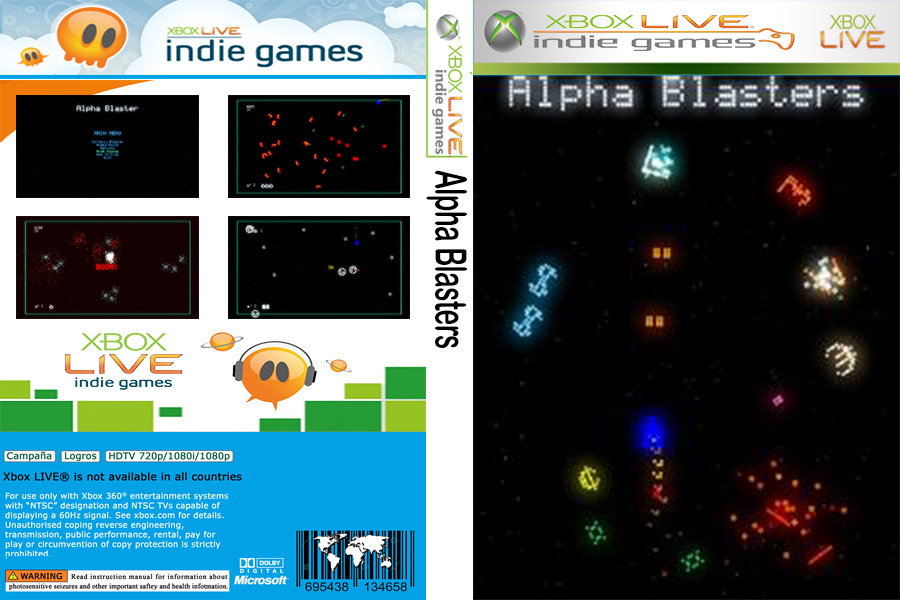 XBOX LIVE
indie games
Alpha Blaster
MAIN MENU
BOOM!
XBOX
LIVE
indie games
Campaña
Logros
HDTV 720p/1080i/1080p
Xbox LIVE® is not available in all countries
For use only with Xbox 360® entertainment systems
with “NTSC” designation and NTSC TVs capable of
displaying a 60Hz signal. See xbox.com for details.
Unauthorised coping reverse engineering,
transmission, public performance, rental, pay for
play or circumvention of copy protection is strictly
prohibited.
WARNING Read instruction manual for information about
photosensitive seizures and other important saftey and health infotmation.
DOLBY
DIGITAL
Microsoft
695438 134658
XBOX LIVE
indie games
Alpha Blasters
XBOX LIVE
indie games
XBOX
LIVE
Alpha Blasters